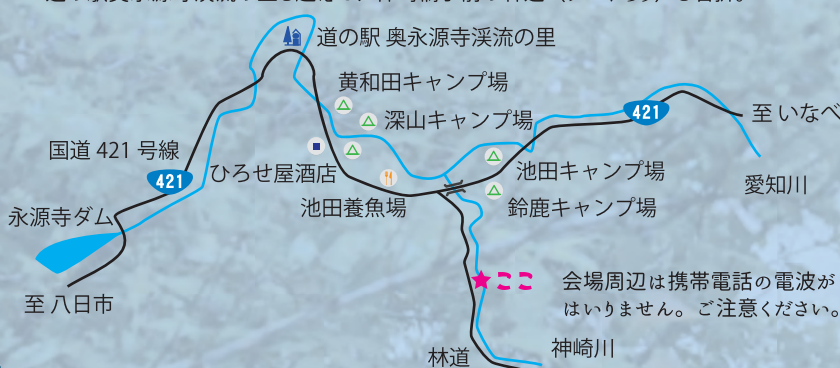 道の駅 奥永源寺渓流の里
黄和田キャンプ場
深山キャンプ場
421
至 いなべ
国道 421 号線
421
ひろせ屋酒店
池田キャンプ場
愛知川
池田養魚場
鈴鹿キャンプ場
永源寺ダム
ここ
会場周辺は携帯電話の電波が
はいりません。ご注意ください。
至 八日市
林道
神崎川